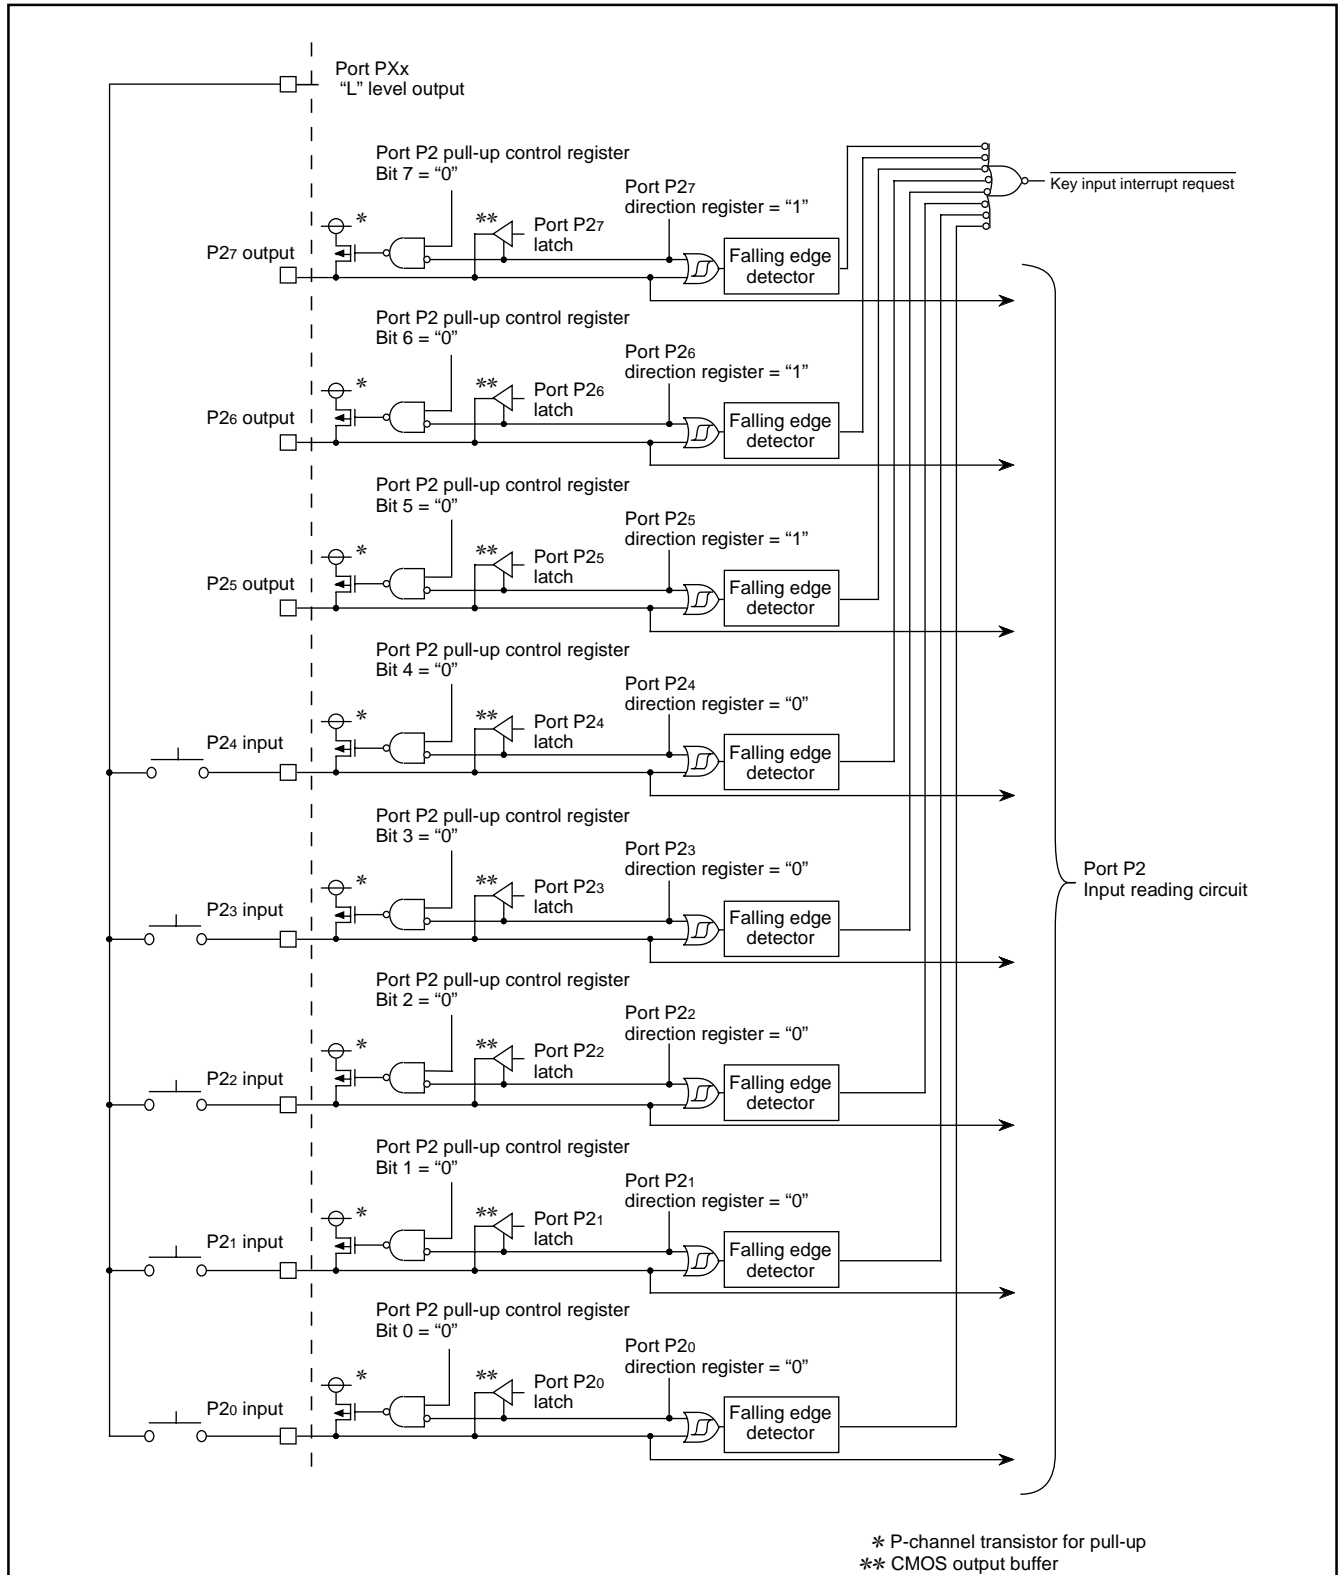 Port PXx
“L” level output
Port P2 pull-up control register
Bit 7 = “0”
Port P27
direction register = “1”
Key input interrupt request
*
**
Port P27
latch
P27 output
Falling edge
detector
Port P2 pull-up control register
Bit 6 = “0”
Port P26
direction register = “1”
*
**
Port P26
latch
P26 output
Falling edge
detector
Port P2 pull-up control register
Bit 5 = “0”
Port P25
direction register = “1”
*
**
Port P25
latch
P25 output
Falling edge
detector
Port P2 pull-up control register
Bit 4 = “0”
Port P24
direction register = “0”
*
**
Port P24
latch
P24 input
Falling edge
detector
Port P2 pull-up control register
Bit 3 = “0”
Port P23
direction register = “0”
*
**
Port P23
latch
P23 input
Falling edge
detector
Port P2
Input reading circuit
Port P2 pull-up control register
Bit 2 = “0”
Port P22
direction register = “0”
*
**
Port P22
latch
P22 input
Falling edge
detector
Port P2 pull-up control register
Bit 1 = “0”
Port P21
direction register = “0”
*
**
Port P21
latch
P21 input
Falling edge
detector
Port P2 pull-up control register
Bit 0 = “0”
Port P20
direction register = “0”
*
**
Port P20
latch
P20 input
Falling edge
detector
* P-channel transistor for pull-up
** CMOS output buffer